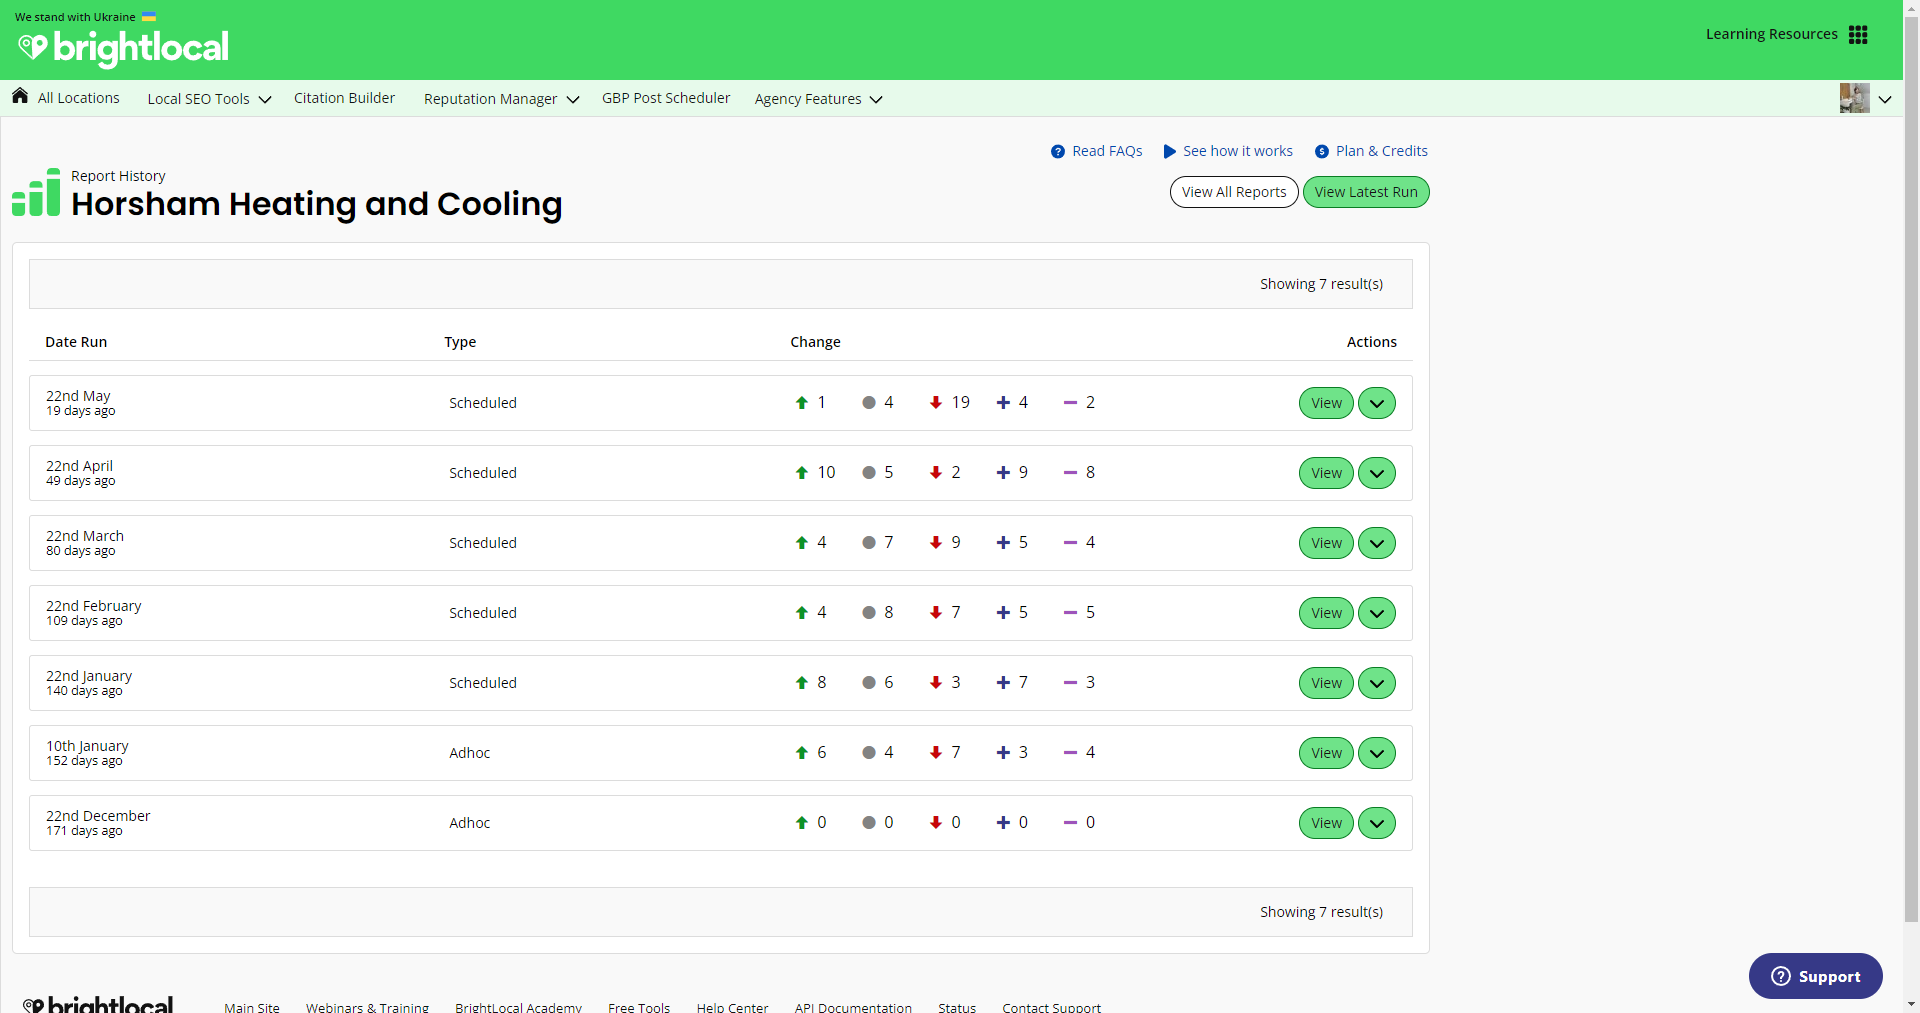 We stand with Ukraine
brightlocal
Learning Resources
All Locations Local SEO Tools Citation Builder Reputation Manager GBP Post Scheduler Agency Features
Read FAQs See how it works Plan & Credits
Report History
Horsham Heating and Cooling
View All Reports View Latest Run
Showing 7 result(s)
Date Run Type Change Actions
22nd May
19 days ago
Scheduled 1 4 19 4 2 View
22nd April
49 days ago
Scheduled 10 5 2 9 8 View
22nd March
80 days ago
Scheduled 4 7 9 5 4 View
22nd February
109 days ago
Scheduled 4 8 7 5 5 View
22nd January
140 days ago
Scheduled 8 6 3 7 3 View
10th January
152 days ago
Adhoc 6 4 7 3 4 View
22nd December
171 days ago
Adhoc 0 0 0 0 0 View
Showing 7 result(s)
Support
brightlocal Main Site Webinars & Training BrightLocal Academy Free Tools Help Center API Documentation Status Contact Support